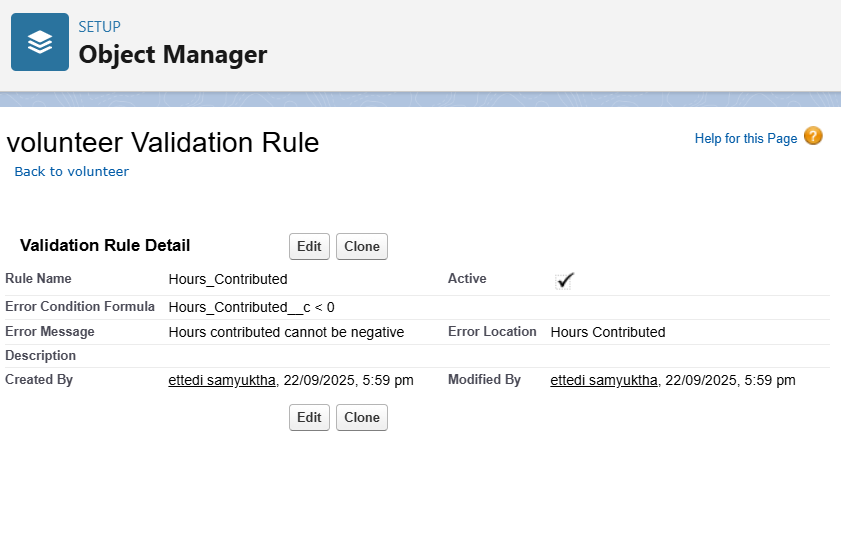 SETUP
Object Manager
volunteer Validation Rule
Help for this Page ?
Back to volunteer
Validation Rule Detail Edit Clone
Rule Name Hours_Contributed Active
Error Condition Formula Hours_Contributed__c < 0
Error Message Hours contributed cannot be negative Error Location Hours Contributed
Description
Created By ettedi samyuktha, 22/09/2025, 5:59 pm Modified By ettedi samyuktha, 22/09/2025, 5:59 pm
Edit Clone